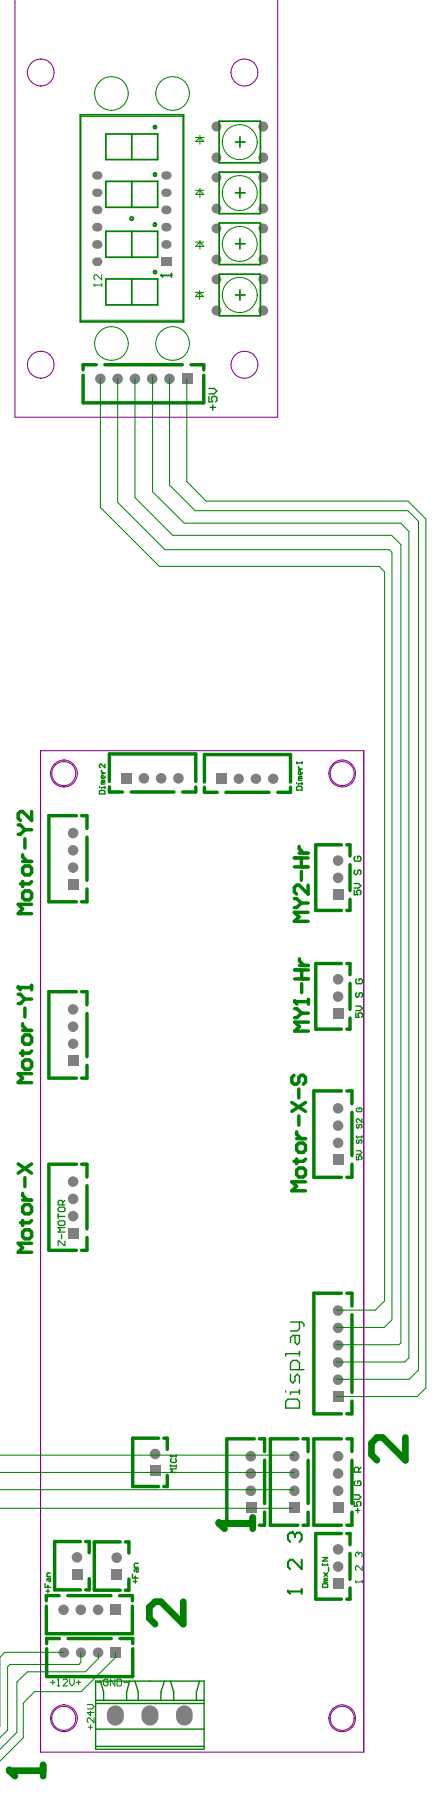 1
12
+5V
Dimer2
Dimer1
Motor-Y2
MY2-Hr
5V S G
Motor-Y1
MY1-Hr
5V S G
Motor-X-S
5V S1 S2 G
Motor-X
Z-MOTOR
Display
2
MIC1
1
+5V G R
1 2 3
Dmx_IN
1 2 3
+Fan
+Fan
2
+12V+
-GND-
+24V
1